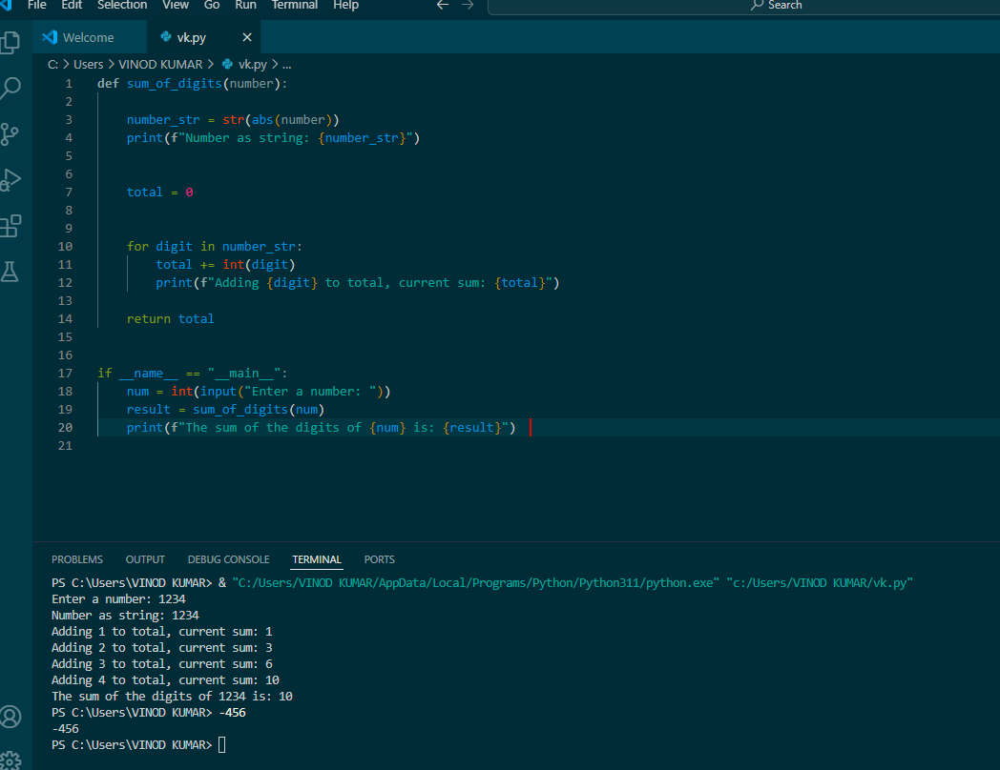 File Edit Selection View Go Run Terminal Help ← → Search
Welcome vk.py ×
C: > Users > VINOD KUMAR > vk.py > ...
1 def sum_of_digits(number):
2
3 number_str = str(abs(number))
4 print(f"Number as string: {number_str}")
5
6
7 total = 0
8
9
10 for digit in number_str:
11 total += int(digit)
12 print(f"Adding {digit} to total, current sum: {total}")
13
14 return total
15
16
17 if __name__ == "__main__":
18 num = int(input("Enter a number: "))
19 result = sum_of_digits(num)
20 print(f"The sum of the digits of {num} is: {result}")
21
PROBLEMS OUTPUT DEBUG CONSOLE TERMINAL PORTS
PS C:\Users\VINOD KUMAR> & "C:/Users/VINOD KUMAR/AppData/Local/Programs/Python/Python311/python.exe" "c:/Users/VINOD KUMAR/vk.py"
Enter a number: 1234
Number as string: 1234
Adding 1 to total, current sum: 1
Adding 2 to total, current sum: 3
Adding 3 to total, current sum: 6
Adding 4 to total, current sum: 10
The sum of the digits of 1234 is: 10
PS C:\Users\VINOD KUMAR> -456
-456
PS C:\Users\VINOD KUMAR>